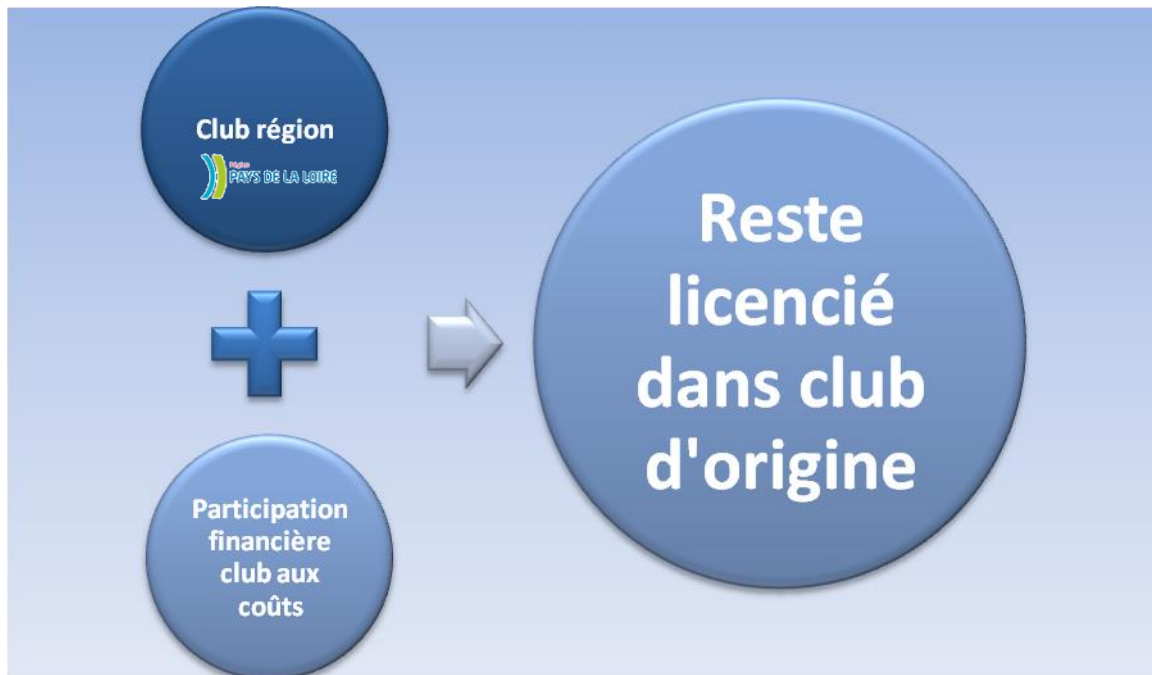 Club région
Région
PAYS DE LA LOIRE
Participation
financière
club aux
coûts
Reste
licencié
dans club
d'origine